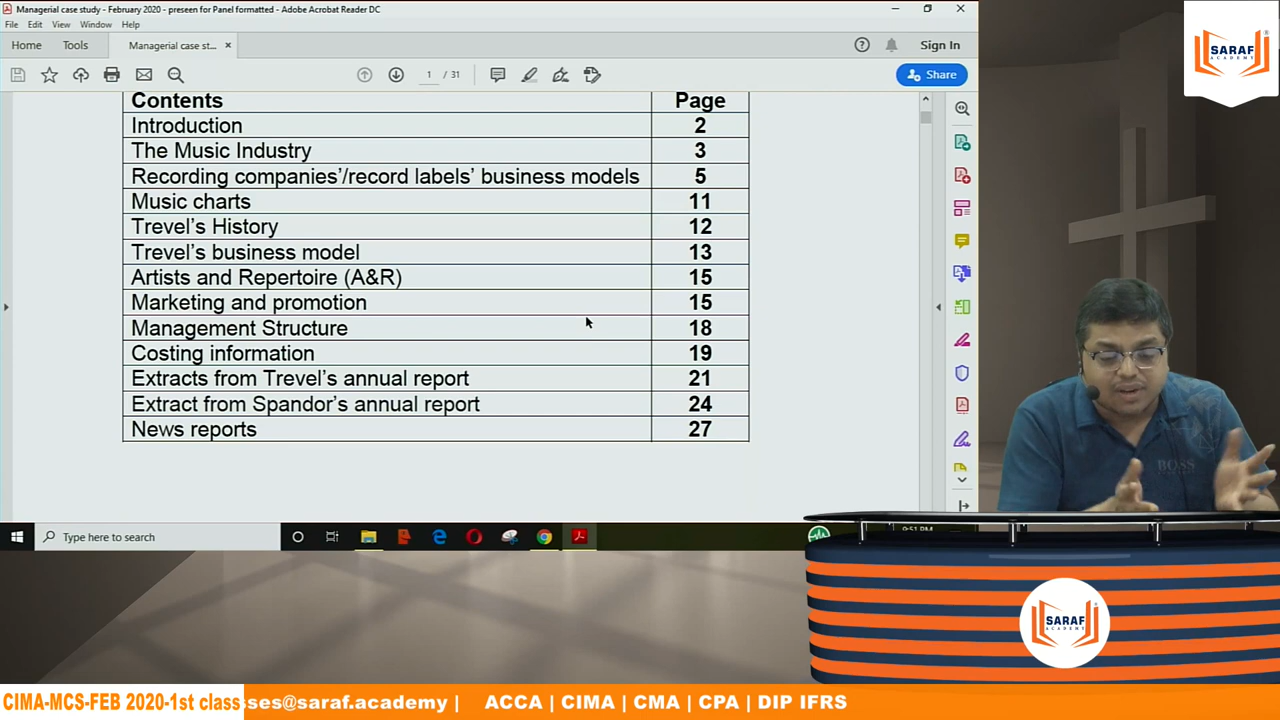 Managerial case study - February 2020 - preseen for Panel formatted - Adobe Acrobat Reader DC
File Edit View Window Help
Home Tools Managerial case st... × Sign In
1 / 31 Share
Contents Page
Introduction 2
The Music Industry 3
Recording companies'/record labels' business models 5
Music charts 11
Trevel's History 12
Trevel's business model 13
Artists and Repertoire (A&R) 15
Marketing and promotion 15
Management Structure 18
Costing information 19
Extracts from Trevel's annual report 21
Extract from Spandor's annual report 24
News reports 27
Type here to search
SARAF
ACADEMY
BOSS
SARAF
ACADEMY
CIMA-MCS-FEB 2020-1st class ses@saraf.academy | ACCA | CIMA | CMA | CPA | DIP IFRS